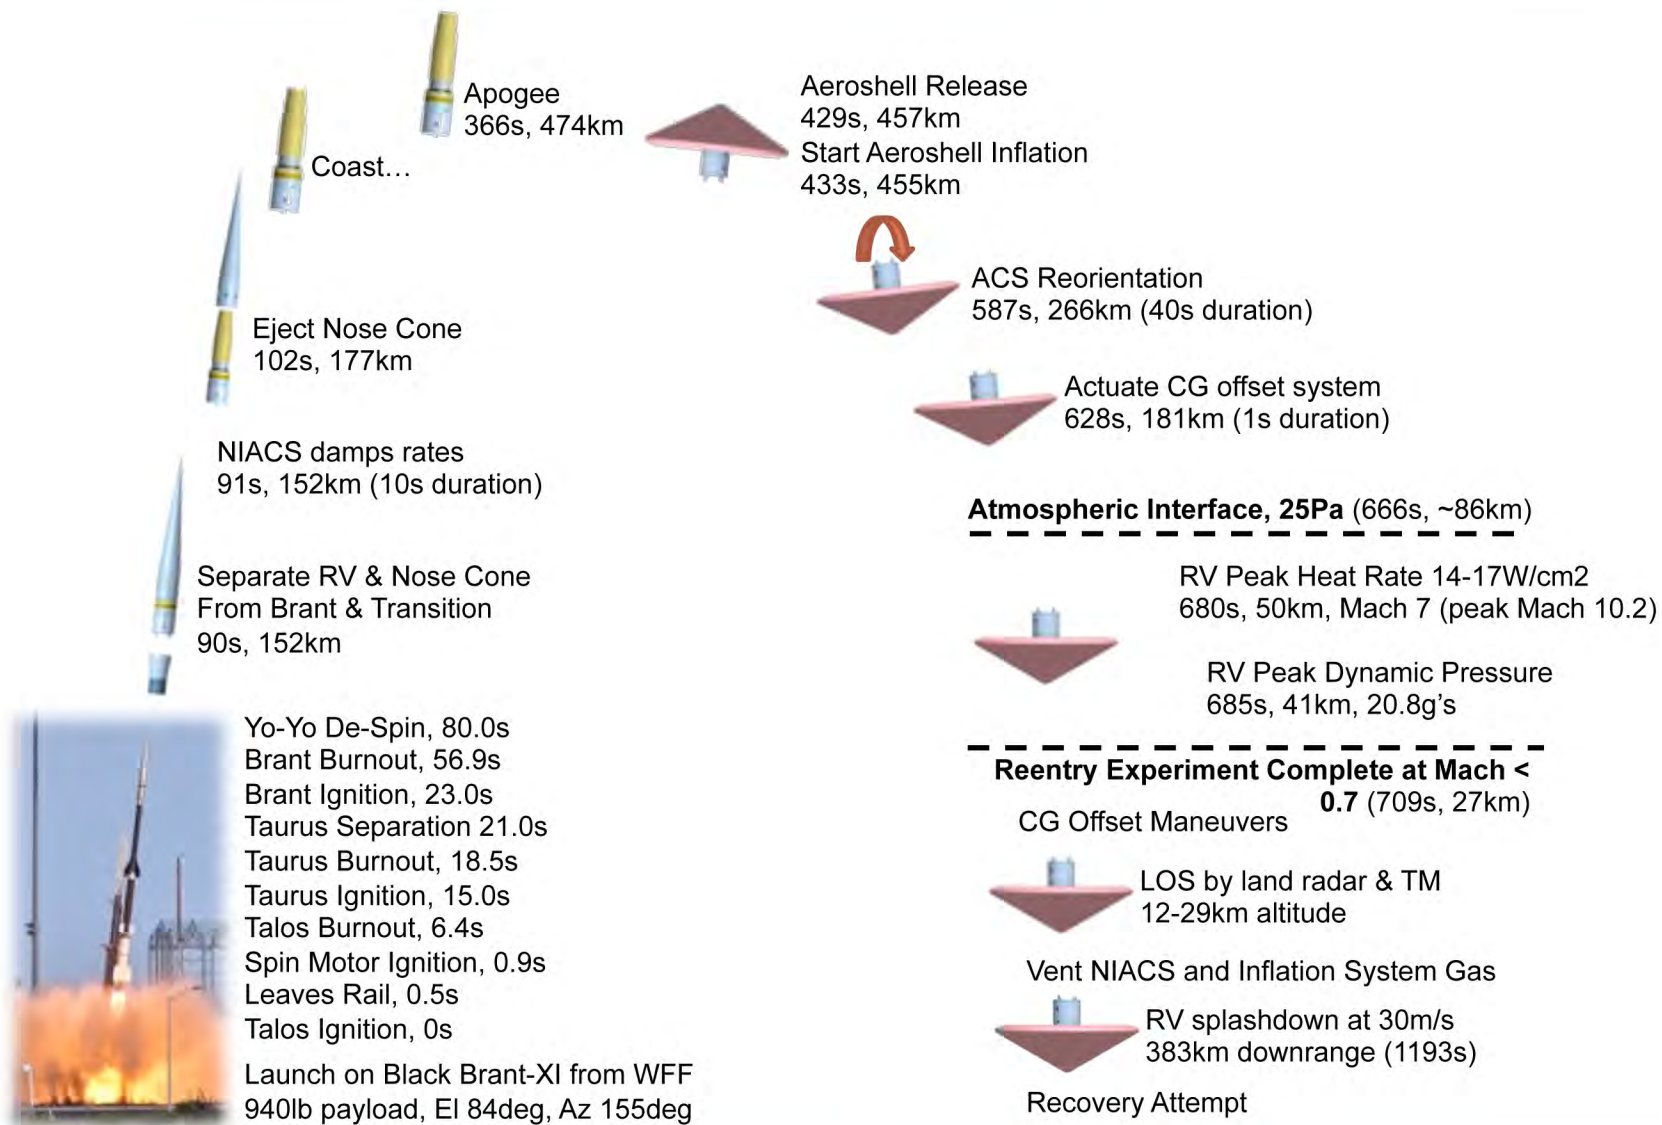 Apogee
366s, 474km
Coast…
Eject Nose Cone
102s, 177km
NIACS damps rates
91s, 152km (10s duration)
Separate RV & Nose Cone
From Brant & Transition
90s, 152km
Yo-Yo De-Spin, 80.0s
Brant Burnout, 56.9s
Brant Ignition, 23.0s
Taurus Separation 21.0s
Taurus Burnout, 18.5s
Taurus Ignition, 15.0s
Talos Burnout, 6.4s
Spin Motor Ignition, 0.9s
Leaves Rail, 0.5s
Talos Ignition, 0s
Launch on Black Brant-XI from WFF
940lb payload, El 84deg, Az 155deg
Aeroshell Release
429s, 457km
Start Aeroshell Inflation
433s, 455km
ACS Reorientation
587s, 266km (40s duration)
Actuate CG offset system
628s, 181km (1s duration)
Atmospheric Interface, 25Pa (666s, ~86km)
RV Peak Heat Rate 14-17W/cm2
680s, 50km, Mach 7 (peak Mach 10.2)
RV Peak Dynamic Pressure
685s, 41km, 20.8g’s
Reentry Experiment Complete at Mach <
0.7 (709s, 27km)
CG Offset Maneuvers
LOS by land radar & TM
12-29km altitude
Vent NIACS and Inflation System Gas
RV splashdown at 30m/s
383km downrange (1193s)
Recovery Attempt